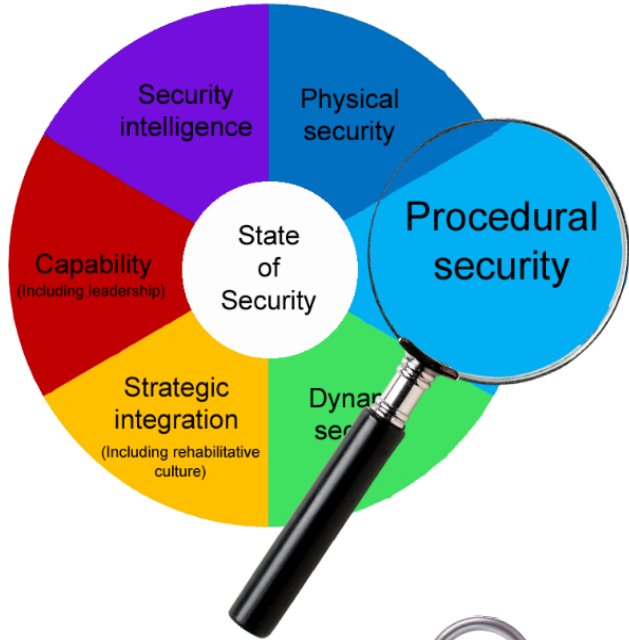 Security
intelligence
Physical
security
Procedural
security
State
of
Security
Capability
(Including leadership)
Strategic
integration
(Including rehabilitative
culture)